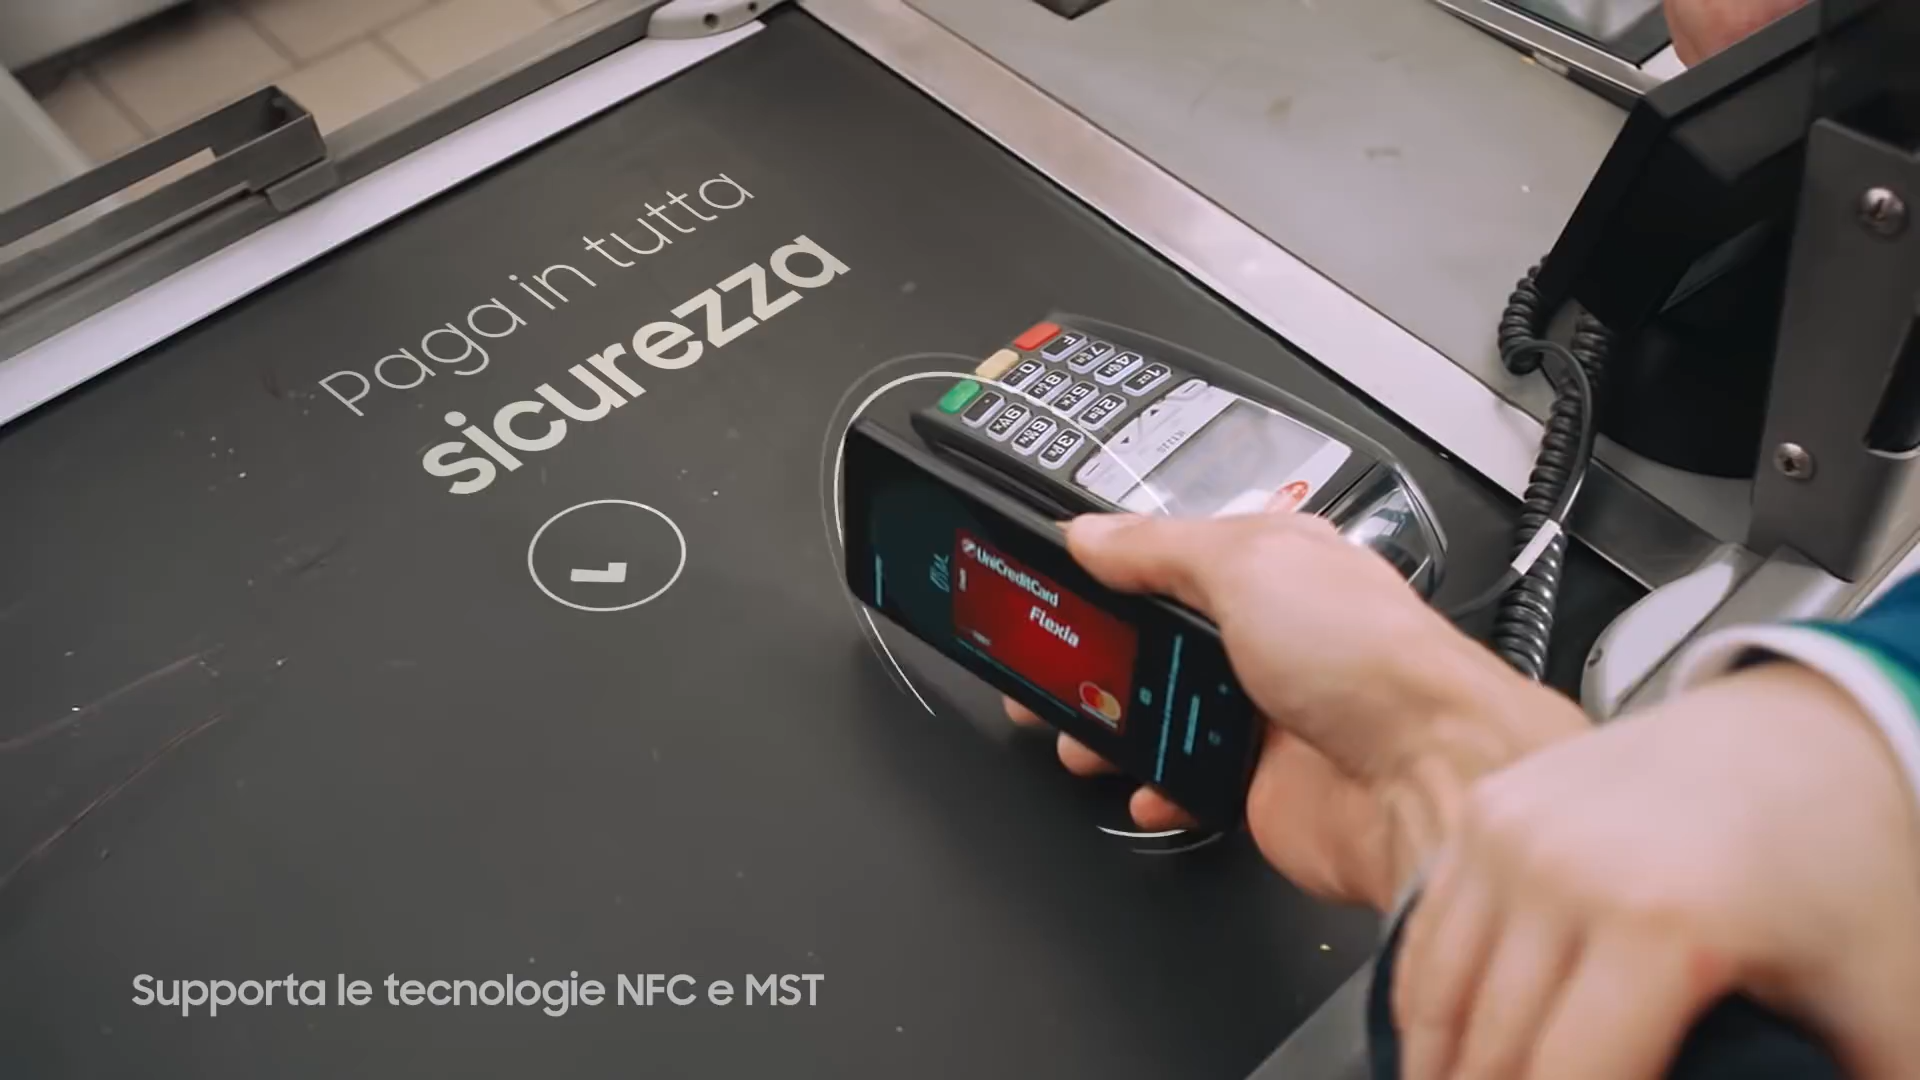 Paga in tutta
sicurezza
UniCreditCard
Flexia
Supporta le tecnologie NFC e MST